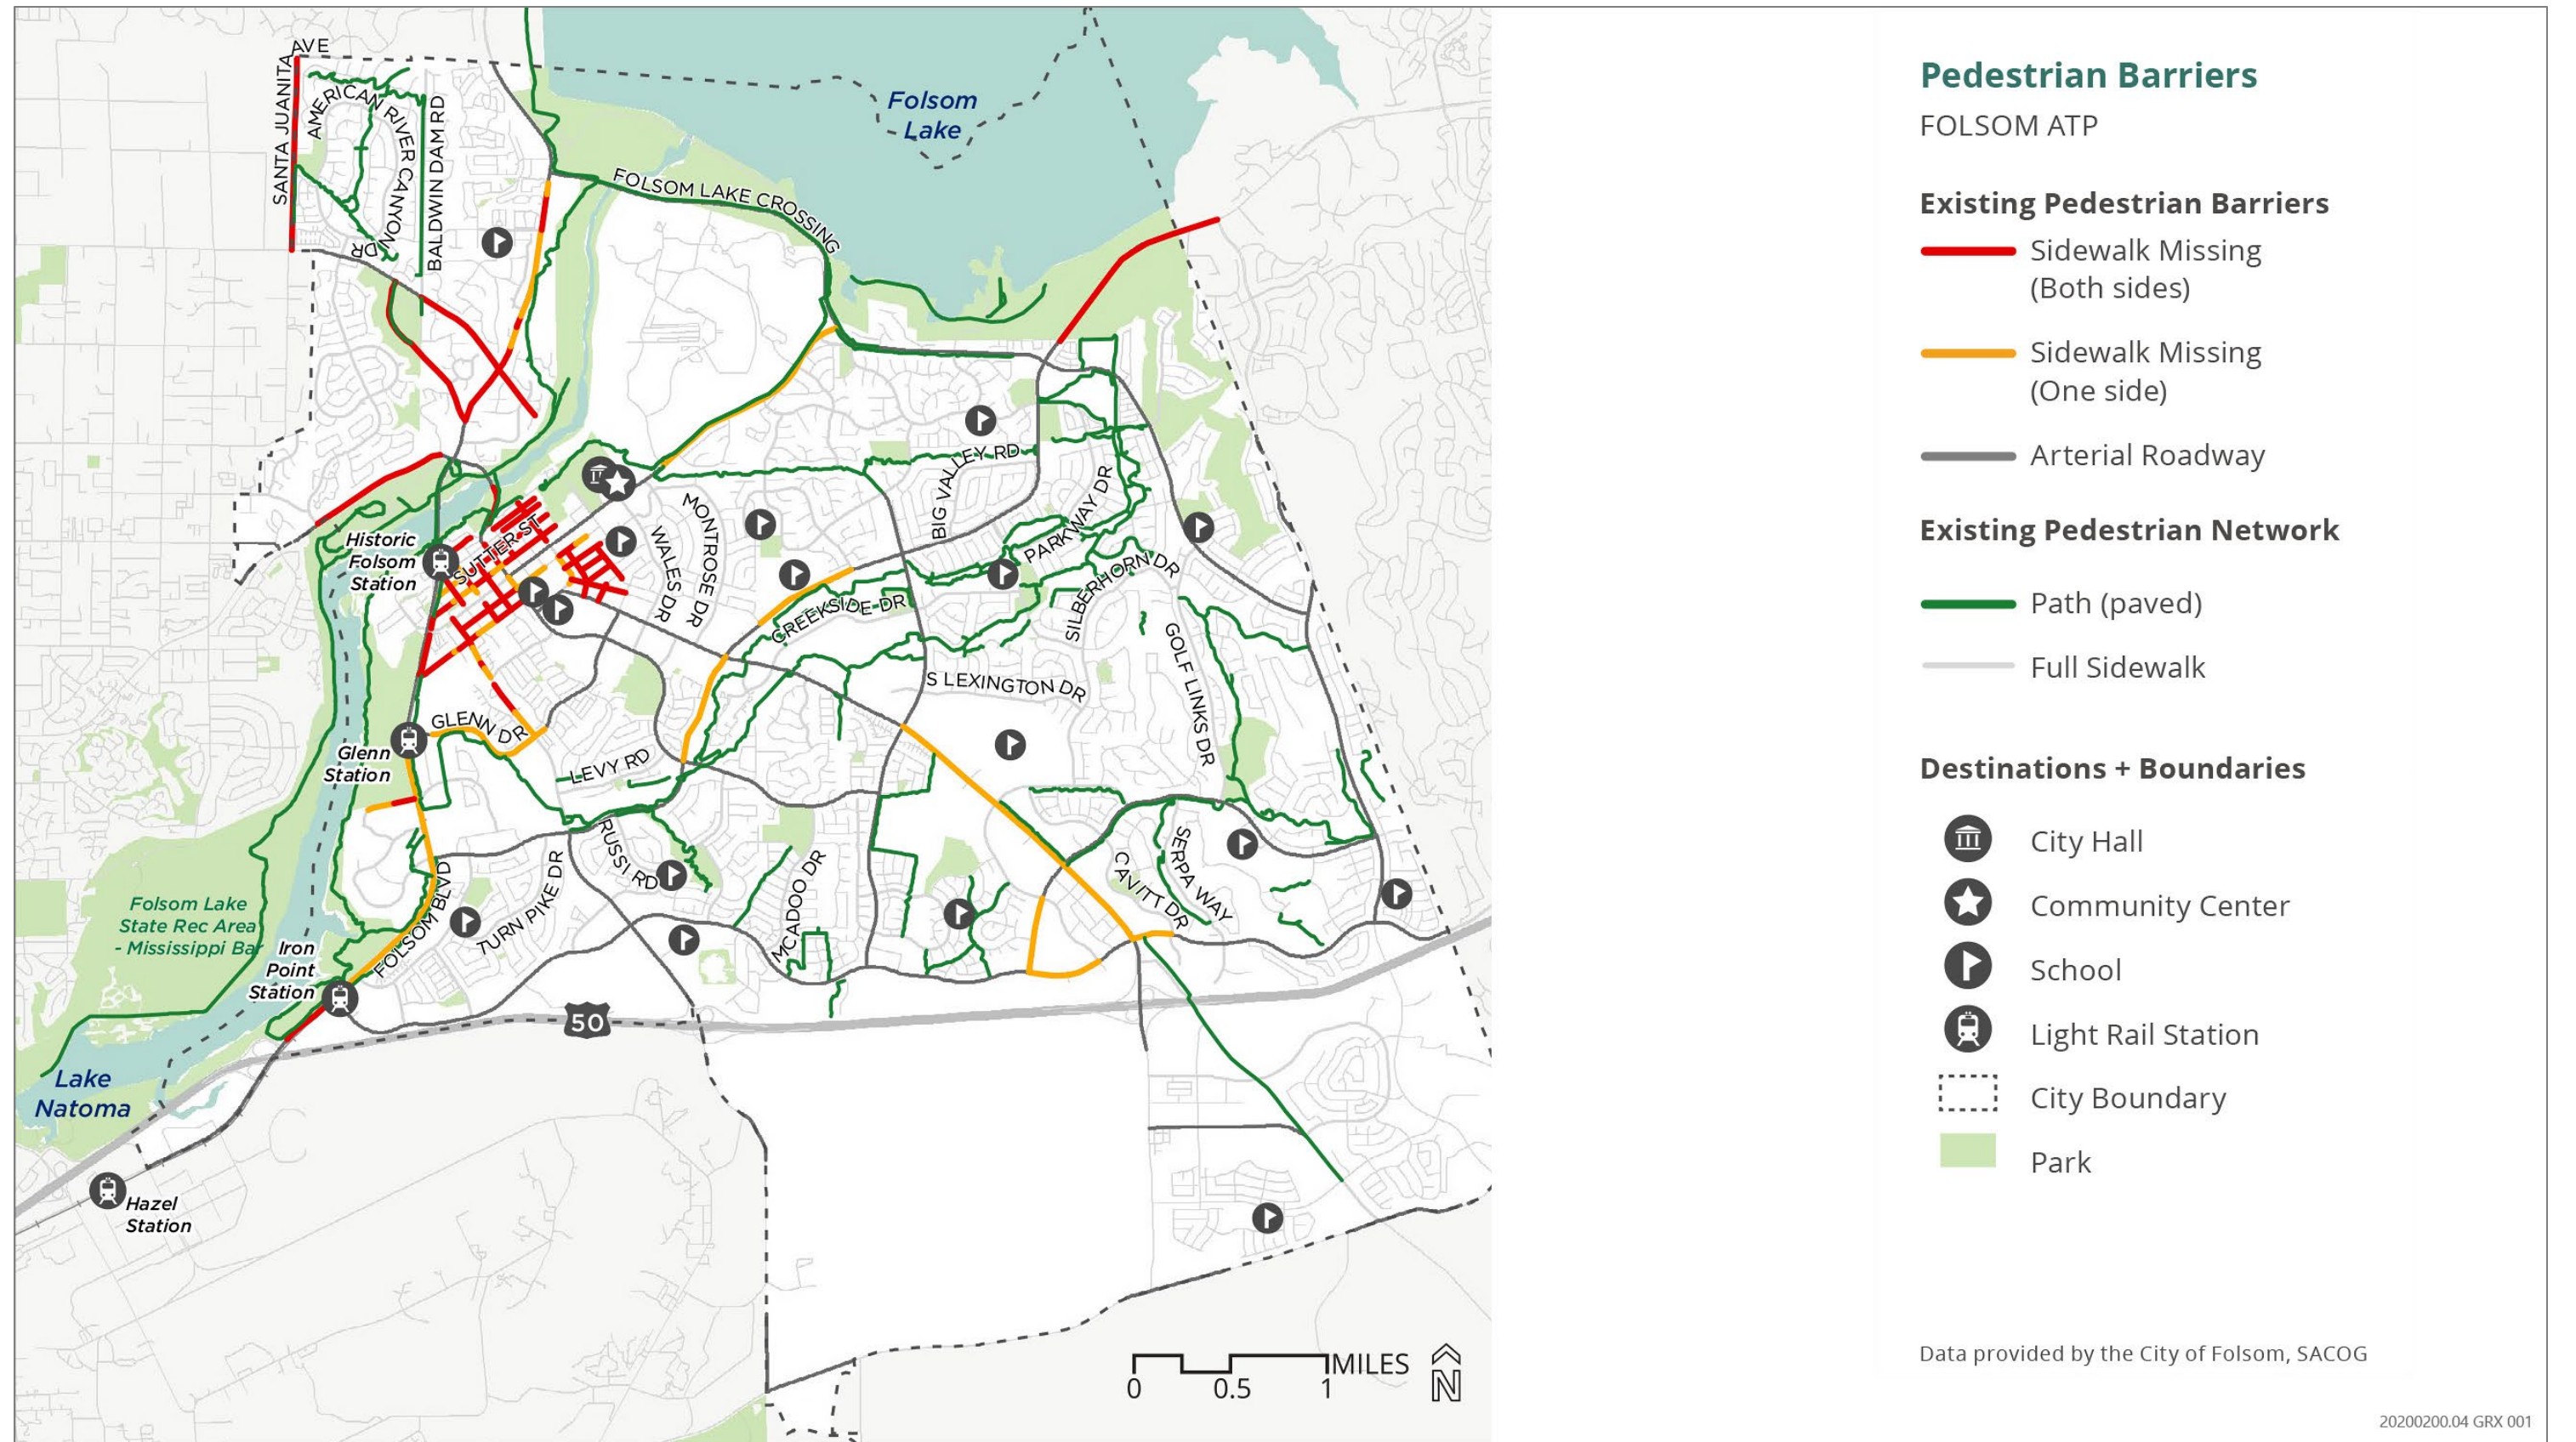 AVE
SANTA JUANITA
AMERICAN RIVER CANYON
DR
BALDWIN DAM RD
Folsom
Lake
FOLSOM LAKE CROSSING
BIG VALLEY RD
PARKWAY DR
MONTROSE DR
WALES DR
SUTTER ST
Historic
Folsom
Station
CREEKSIDE DR
SILBERHORN DR
GOLF LINKS DR
S LEXINGTON DR
GLENN DR
Glenn
Station
LEVY RD
RUSSI RD
MCADOO DR
TURN PIKE DR
FOLSOM BLVD
CAVITT DR
SERPA WAY
Folsom Lake
State Rec Area
- Mississippi Bar
Iron
Point
Station
50
Lake
Natoma
Hazel
Station
MILES
0 0.5 1
N
Pedestrian Barriers
FOLSOM ATP
Existing Pedestrian Barriers
Sidewalk Missing
(Both sides)
Sidewalk Missing
(One side)
Arterial Roadway
Existing Pedestrian Network
Path (paved)
Full Sidewalk
Destinations + Boundaries
City Hall
Community Center
School
Light Rail Station
City Boundary
Park
Data provided by the City of Folsom, SACOG
20200200.04 GRX 001